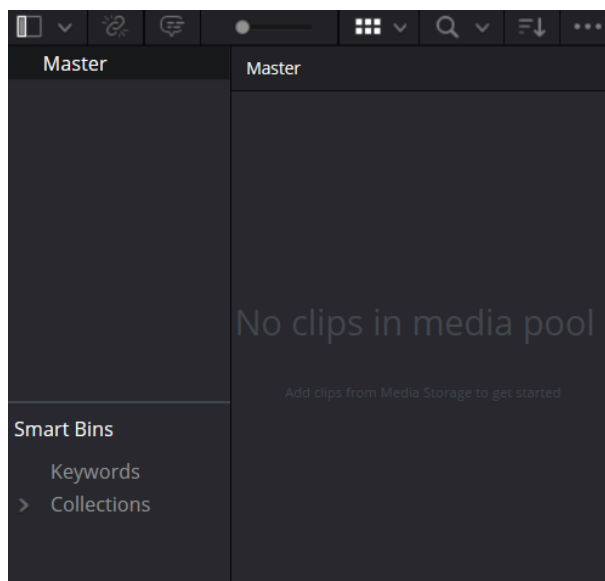 Master
Master
No clips in media pool
Add clips from Media Storage to get started
Smart Bins
Keywords
Collections